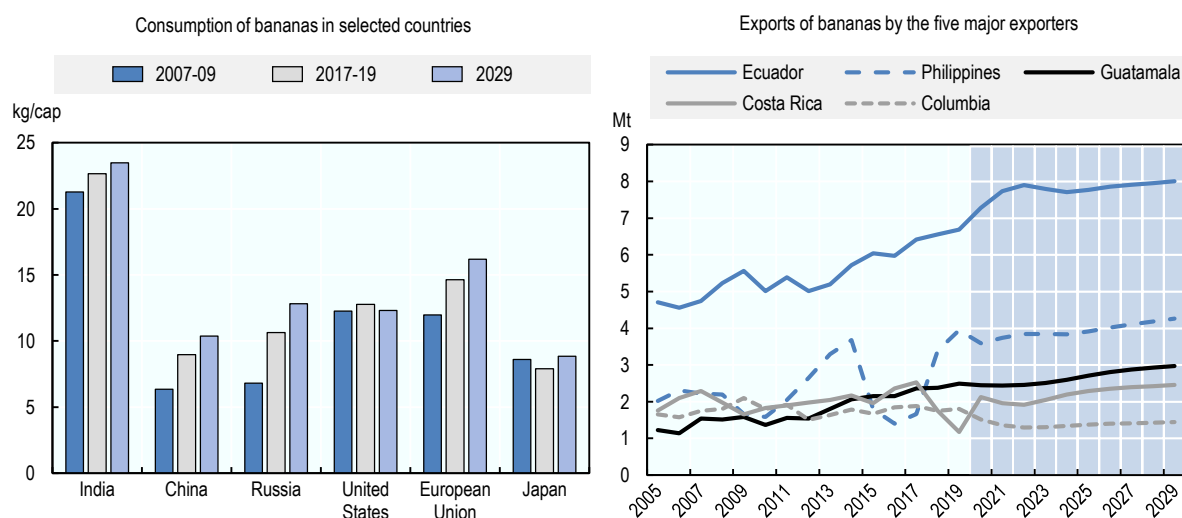 Consumption of bananas in selected countries
2007-09 2017-19 2029
kg/cap
25
20
15
10
5
0
India China Russia United States European Union Japan
Exports of bananas by the five major exporters
Ecuador Philippines Guatamala
Costa Rica Columbia
Mt
9
8
7
6
5
4
3
2
1
0
2005 2007 2009 2011 2013 2015 2017 2019 2021 2023 2025 2027 2029